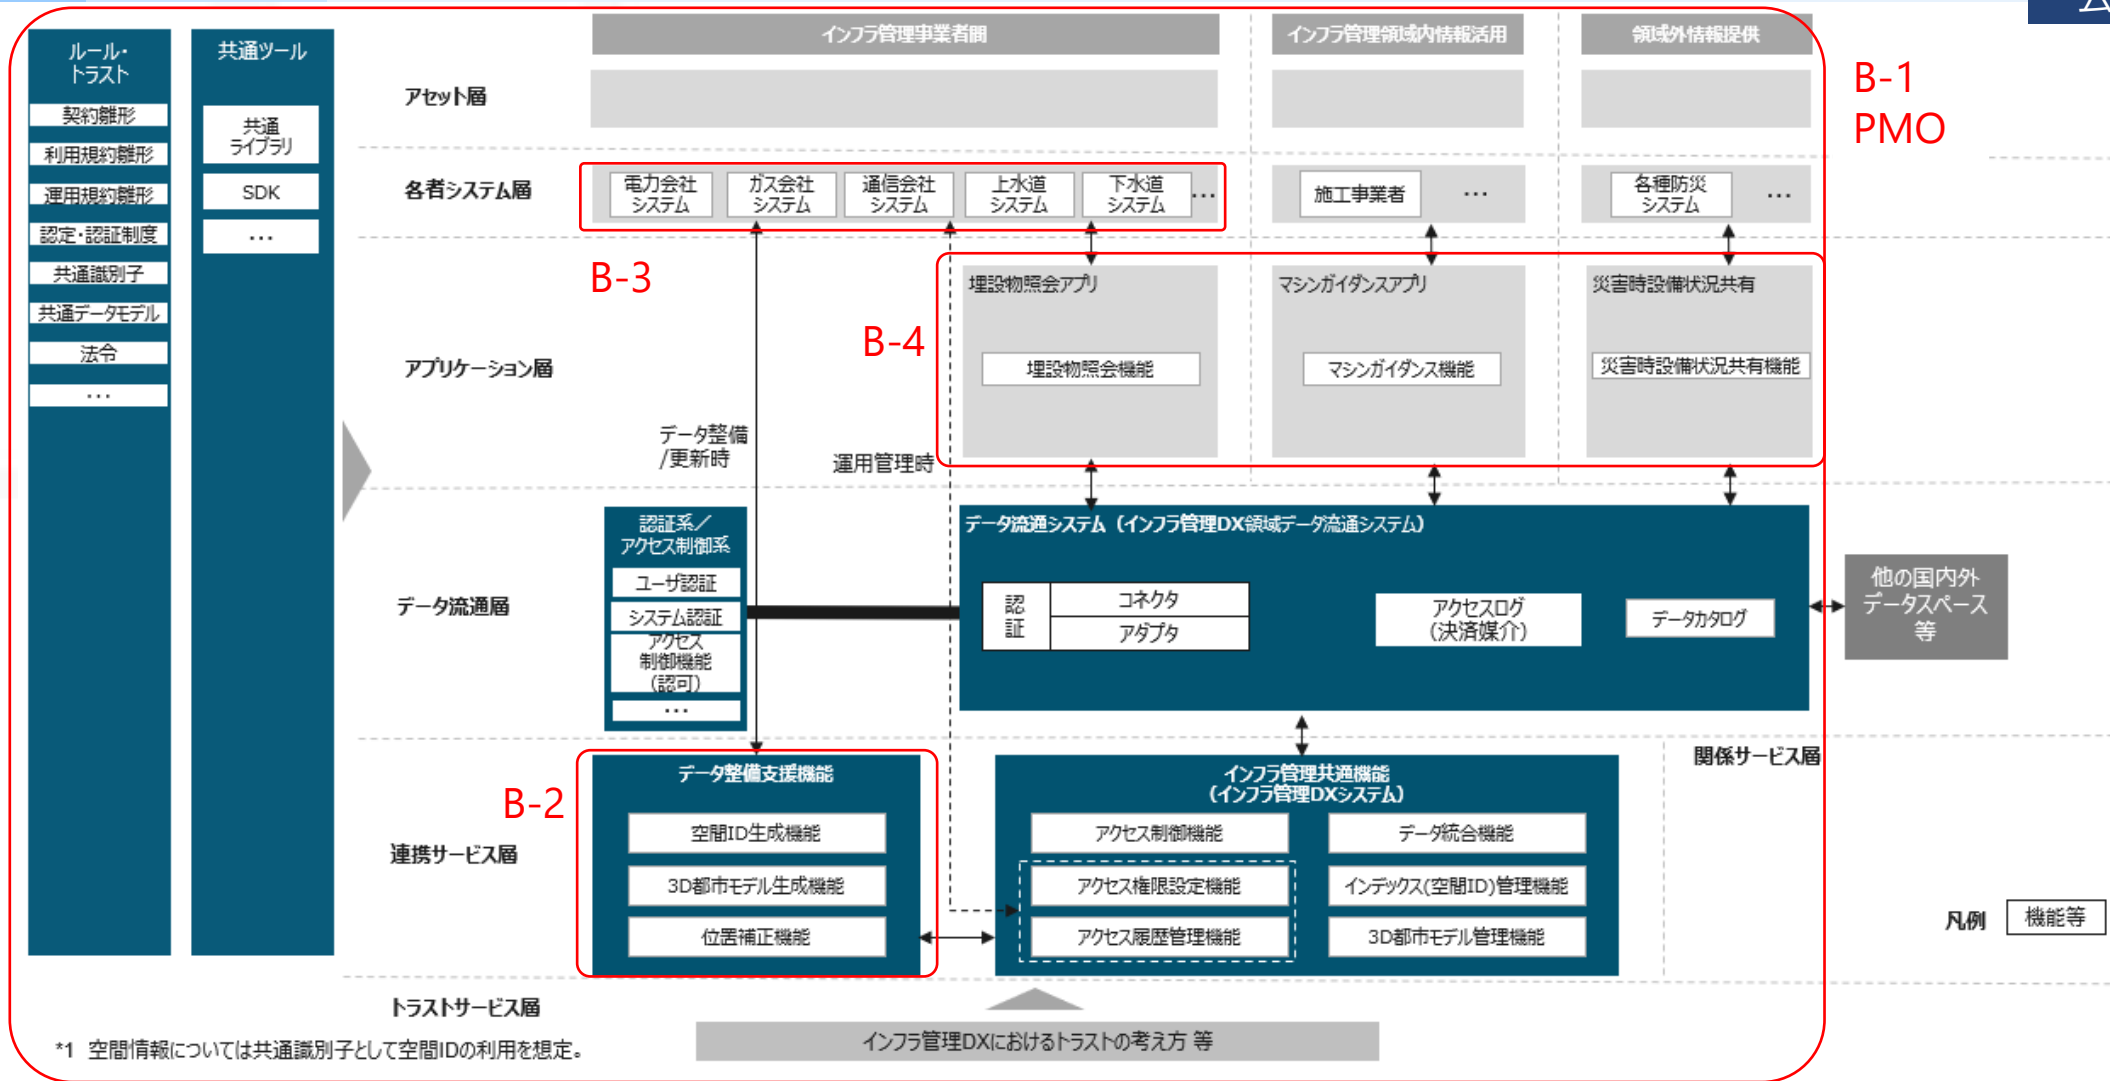 ルール・
トラスト
契約雛形
利用規約雛形
運用規約雛形
認定・認証制度
共通識別子
共通データモデル
法令
…
共通ツール
共通
ライブラリ
SDK
…
インフラ管理事業者間
インフラ管理領域内情報活用
領域外情報提供
B-1
PMO
アセット層
各者システム層
電力会社
システム
ガス会社
システム
通信会社
システム
上水道
システム
下水道
システム
…
施工事業者
…
各種防災
システム
…
B-3
B-4
アプリケーション層
埋設物照会アプリ
埋設物照会機能
マシンガイダンスアプリ
マシンガイダンス機能
災害時設備状況共有
災害時設備状況共有機能
データ整備
/更新時
運用管理時
データ流通層
認証系／
アクセス制御系
ユーザ認証
システム認証
アクセス
制御機能
（認可）
…
データ流通システム（インフラ管理DX領域データ流通システム）
認
証
コネクタ
アダプタ
アクセスログ
（決済媒介）
データカタログ
他の国内外
データスペース
等
B-2
連携サービス層
データ整備支援機能
空間ID生成機能
3D都市モデル生成機能
位置補正機能
インフラ管理共通機能
（インフラ管理DXシステム）
アクセス制御機能
アクセス権限設定機能
アクセス履歴管理機能
データ統合機能
インデックス(空間ID)管理機能
3D都市モデル管理機能
関係サービス層
凡例
機能等
トラストサービス層
インフラ管理DXにおけるトラストの考え方 等
*1 空間情報については共通識別子として空間IDの利用を想定。